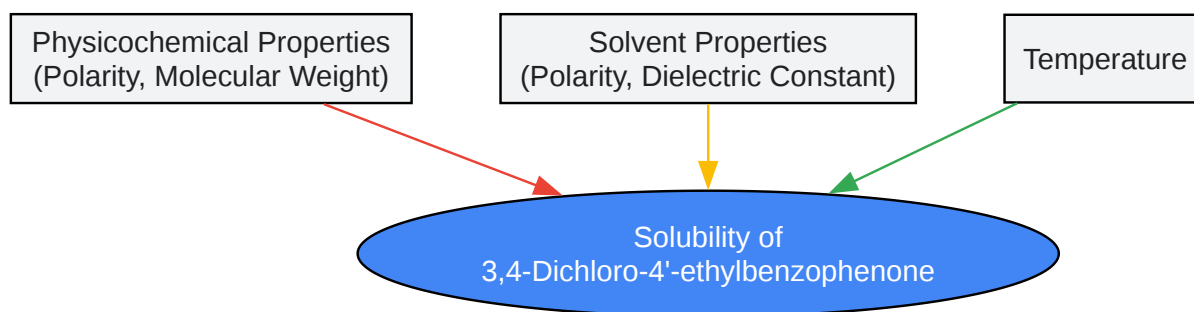 Physicochemical Properties
(Polarity, Molecular Weight)
Solvent Properties
(Polarity, Dielectric Constant)
Temperature
Solubility of
3,4-Dichloro-4'-ethylbenzophenone